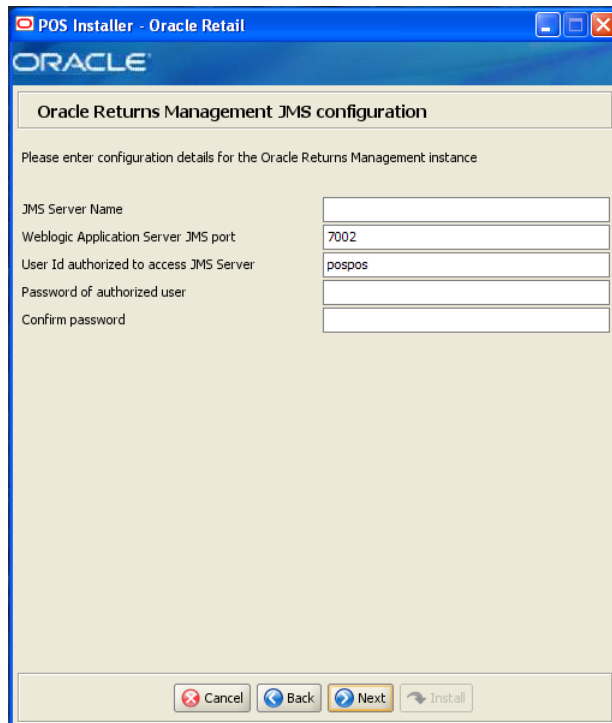 POS Installer - Oracle Retail
ORACLE
Oracle Returns Management JMS configuration
Please enter configuration details for the Oracle Returns Management instance
JMS Server Name
Weblogic Application Server JMS port 7002
User Id authorized to access JMS Server pospos
Password of authorized user
Confirm password
Cancel Back Next Install